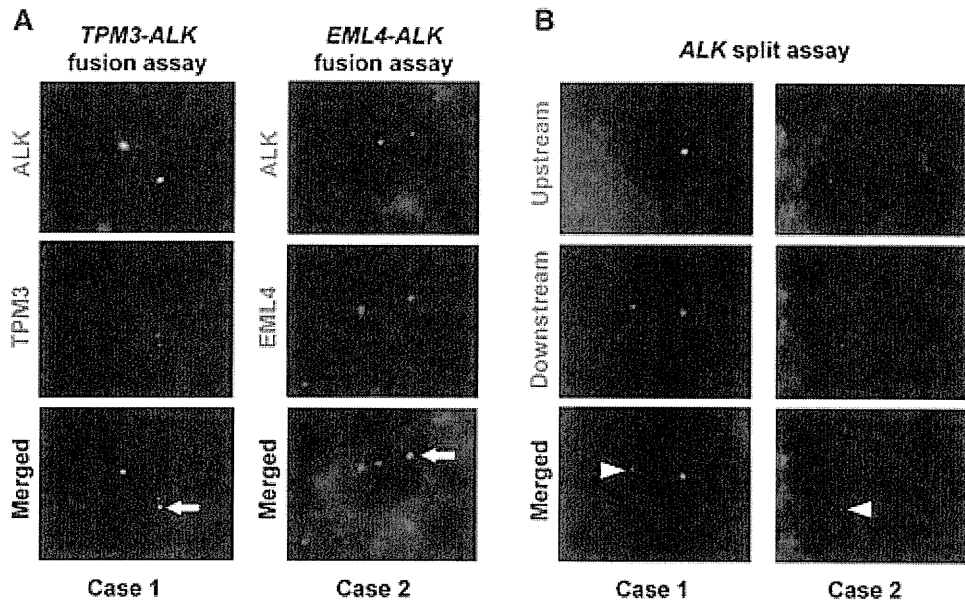 A
TPM3-ALK
fusion assay
EML4-ALK
fusion assay
ALK
TPM3
Merged
ALK
EML4
Merged
Case 1
Case 2
B
ALK split assay
Upstream
Downstream
Merged
Case 1
Case 2